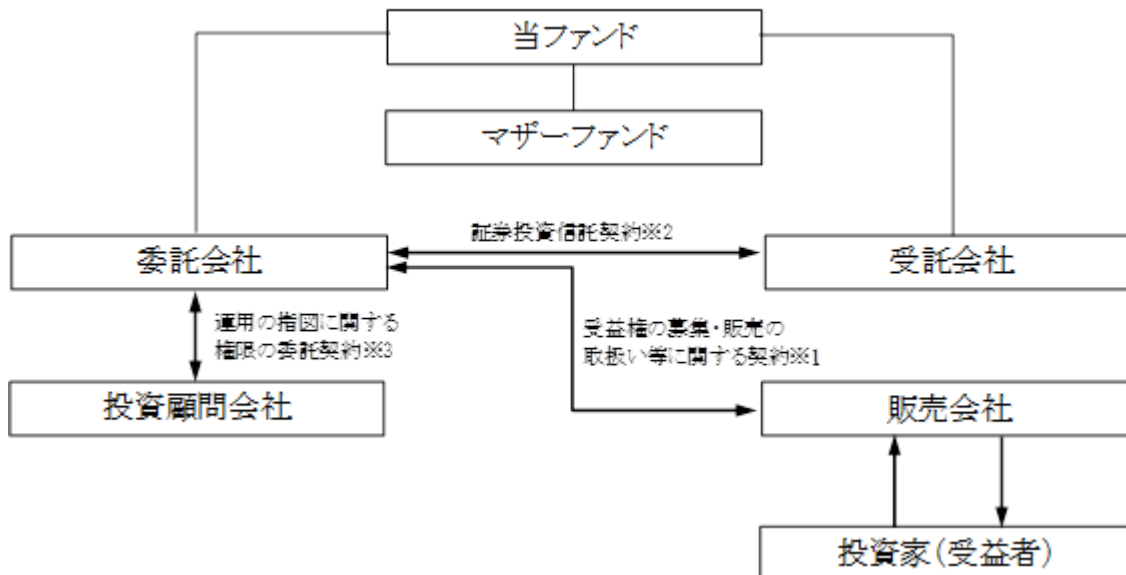 当ファンド
マザーファンド
証券投資信託契約※2
委託会社
受託会社
運用の指図に関する
権限の委託契約※3
受益権の募集・販売の
取扱い等に関する契約※1
投資顧問会社
販売会社
投資家(受益者)